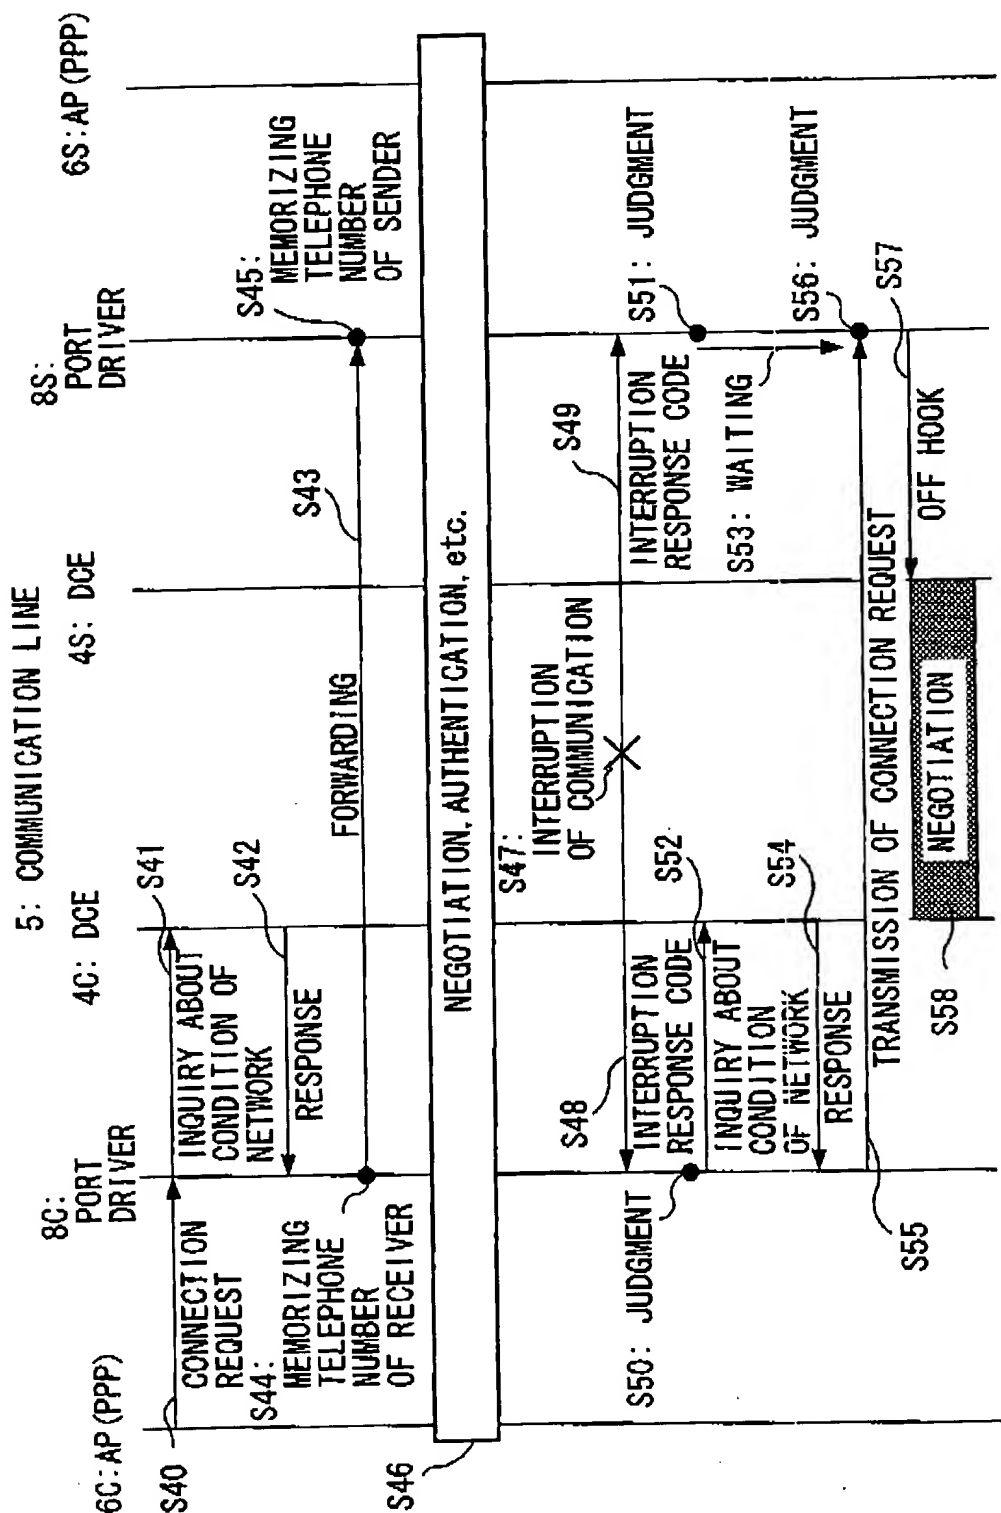 5: COMMUNICATION LINE
6C:AP(PPP)
8C:
PORT
DRIVER
4C: DCE
4S: DCE
8S:
PORT
DRIVER
6S:AP(PPP)
S40
CONNECTION
REQUEST
S41
INQUIRY ABOUT
CONDITION OF
NETWORK
S42
RESPONSE
S43
FORWARDING
S44:
MEMORIZING
TELEPHONE
NUMBER
OF RECEIVER
S45:
MEMORIZING
TELEPHONE
NUMBER
OF SENDER
S46
NEGOTIATION, AUTHENTICATION, etc.
S47:
INTERRUPTION
OF COMMUNICATION
S48
INTERRUPTION
RESPONSE CODE
S49
INTERRUPTION
RESPONSE CODE
S50: JUDGMENT
S51: JUDGMENT
S52
INQUIRY ABOUT
CONDITION
OF NETWORK
S53: WAITING
S54
RESPONSE
S55
TRANSMISSION OF CONNECTION REQUEST
S56: JUDGMENT
S57
OFF HOOK
S58
NEGOTIATION